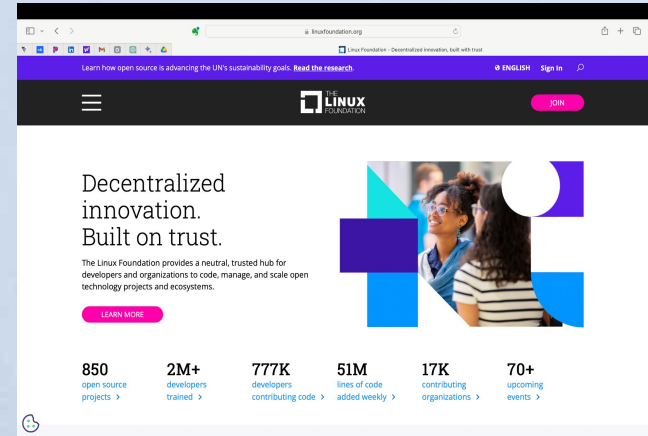 linuxfoundation.org
Linux Foundation – Decentralized innovation, built with trust
Learn how open source is advancing the UN's sustainability goals. Read the research.
ENGLISH
Sign In
THE
LINUX
FOUNDATION
JOIN
Decentralized
innovation.
Built on trust.
The Linux Foundation provides a neutral, trusted hub for
developers and organizations to code, manage, and scale open
technology projects and ecosystems.
LEARN MORE
850
open source
projects >
2M+
developers
trained >
777K
developers
contributing code >
51M
lines of code
added weekly >
17K
contributing
organizations >
70+
upcoming
events >